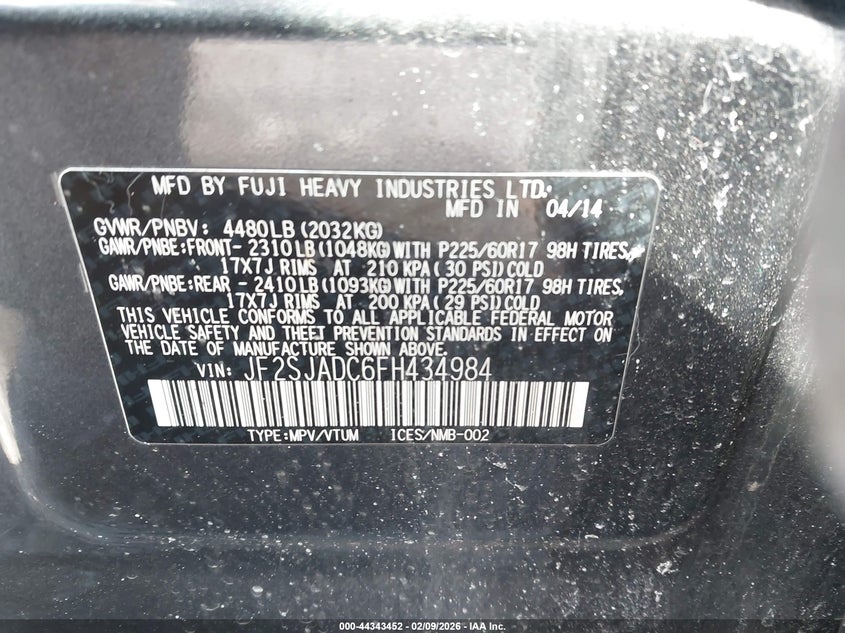 MFD BY FUJI HEAVY INDUSTRIES LTD.
MFD IN 04/14
GVWR/PNBV: 4480LB(2032KG)
GAWR/PNBE:FRONT-2310LB(1048KG)WITH P225/60R17 98H TIRES,
17X7J RIMS AT 210 KPA(30 PSI)COLD
GAWR/PNBE:REAR -2410LB(1093KG)WITH P225/60R17 98H TIRES,
17X7J RIMS AT 200 KPA(29 PSI)COLD
THIS VEHICLE CONFORMS TO ALL APPLICABLE FEDERAL MOTOR
VEHICLE SAFETY AND THEFT PREVENTION STANDARDS IN EFFECT ON
THE DATE OF MANUFACTURE SHOWN ABOVE.
VIN: JF2SJADC6FH434984
TYPE:MPV/VTUM ICES/NMB-002
000-44343452 - 02/09/2026 - IAA Inc.